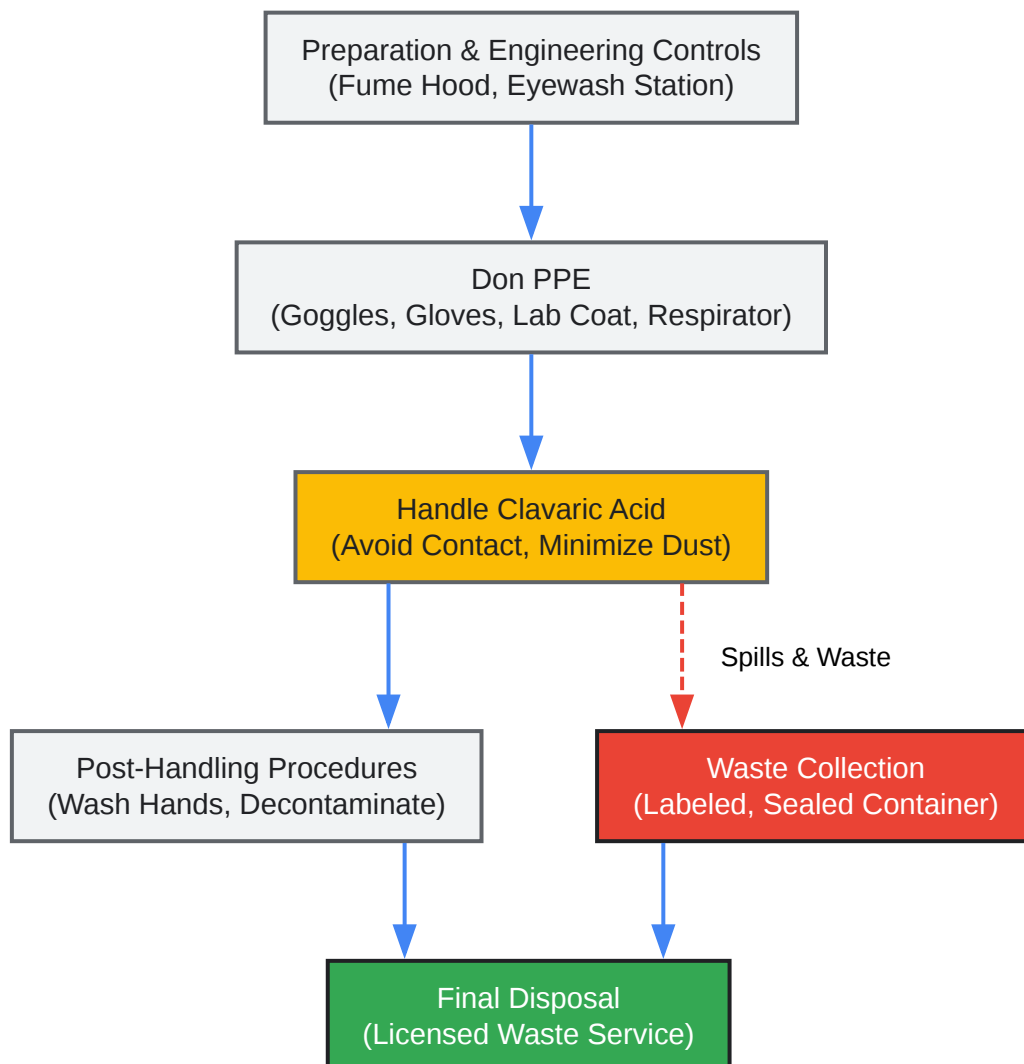 Preparation & Engineering Controls
(Fume Hood, Eyewash Station)
Don PPE
(Goggles, Gloves, Lab Coat, Respirator)
Handle Clavaric Acid
(Avoid Contact, Minimize Dust)
Spills & Waste
Post-Handling Procedures
(Wash Hands, Decontaminate)
Waste Collection
(Labeled, Sealed Container)
Final Disposal
(Licensed Waste Service)